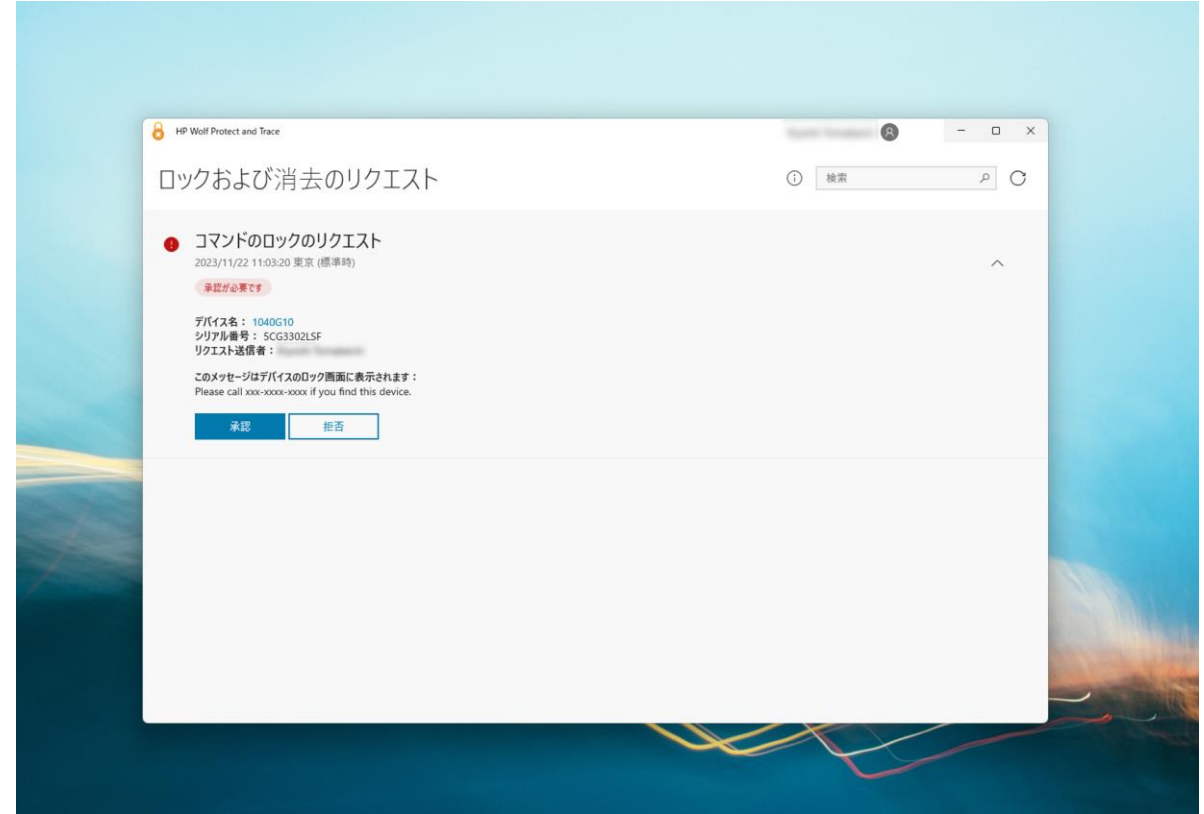 HP Wolf Protect and Trace
ロックおよび消去のリクエスト
検索
コマンドのロックのリクエスト
2023/11/22 11:03:20 東京 (標準時)
承認が必要です
デバイス名： 1040G10
シリアル番号： 5CG3302LSF
リクエスト送信者：
このメッセージはデバイスのロック画面に表示されます：
Please call xxx-xxxx-xxxx if you find this device.
承認
拒否